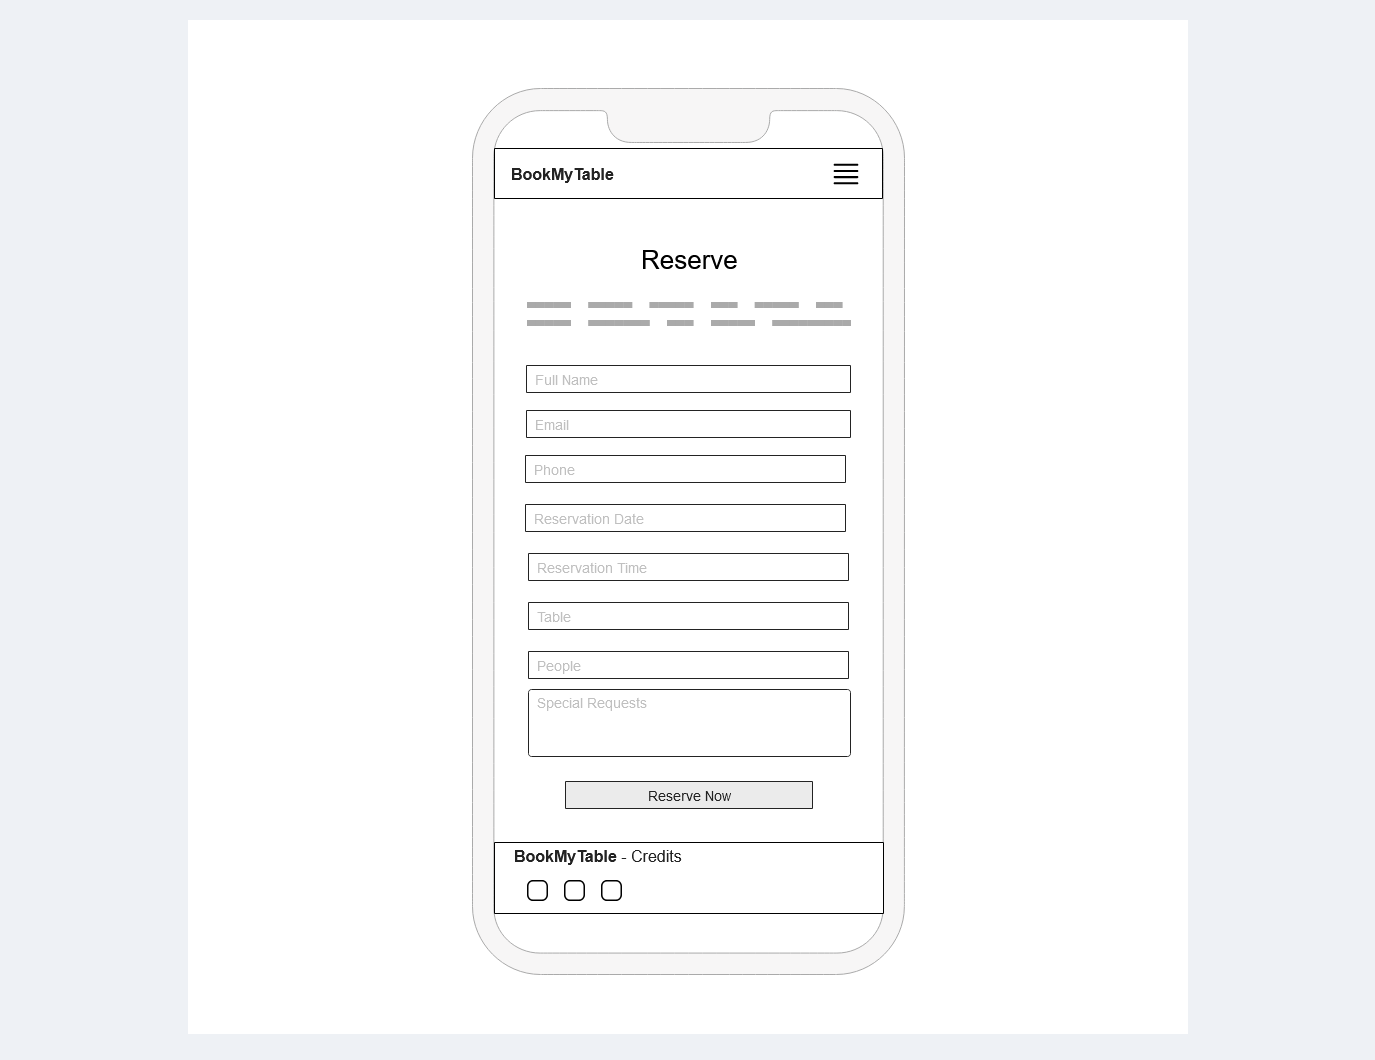 BookMyTable
Reserve
Full Name
Email
Phone
Reservation Date
Reservation Time
Table
People
Special Requests
Reserve Now
BookMyTable - Credits